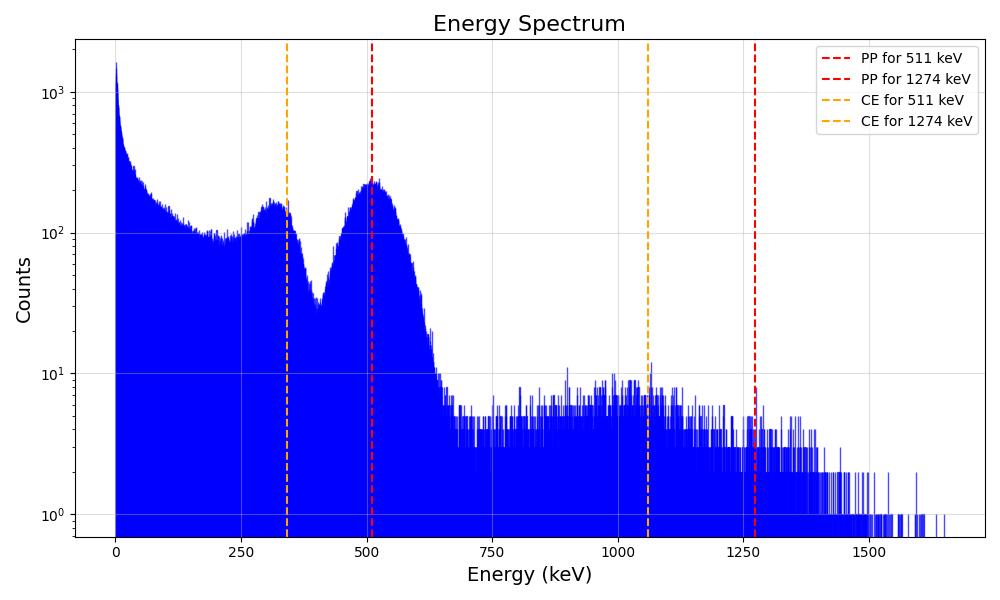 Energy Spectrum
PP for 511 keV
PP for 1274 keV
CE for 511 keV
CE for 1274 keV
Counts
10³
10²
10¹
10⁰
0 250 500 750 1000 1250 1500
Energy (keV)